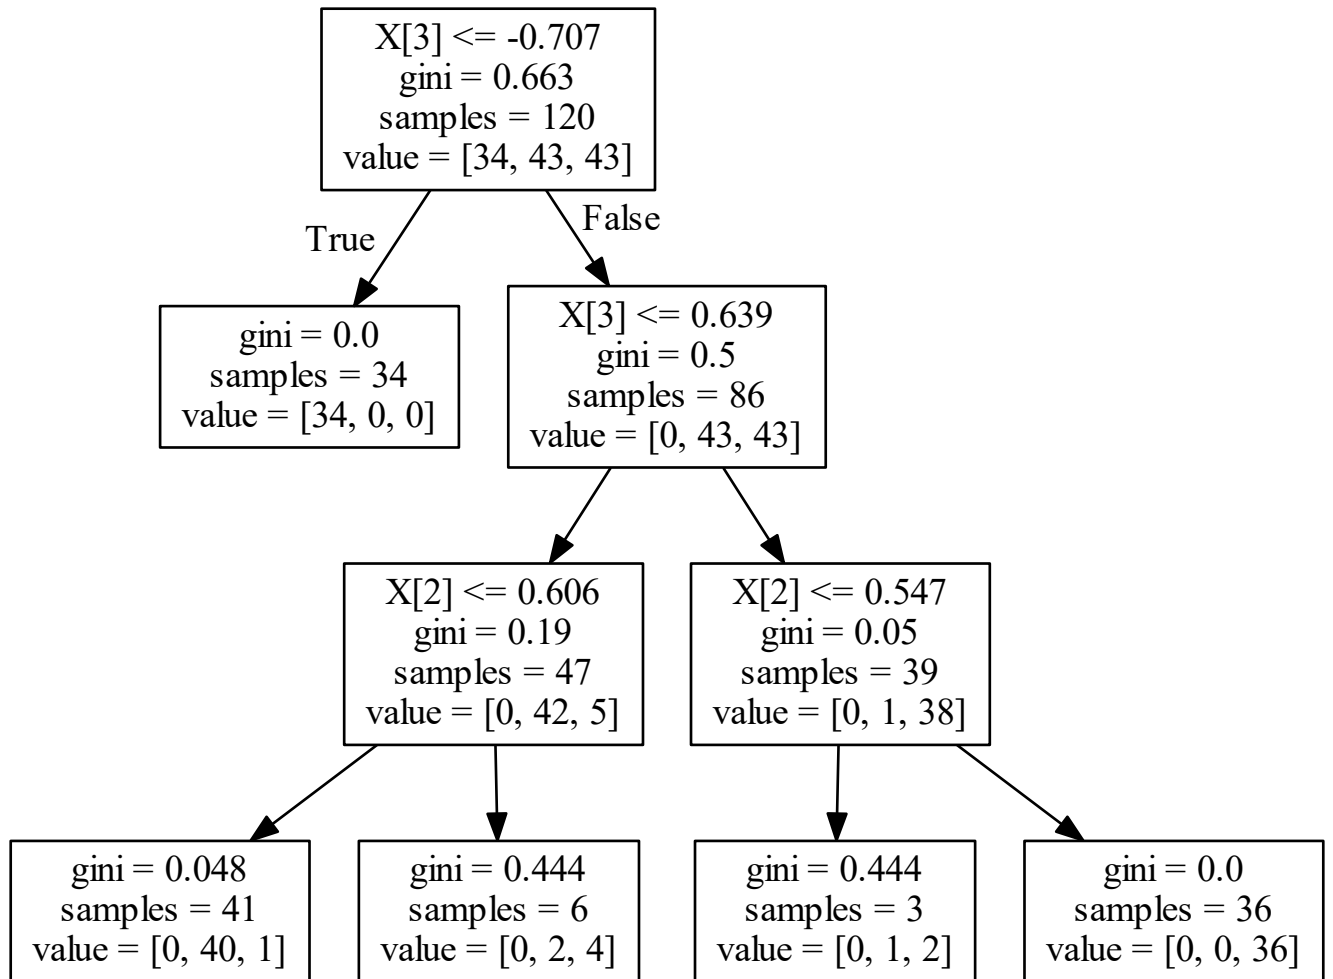 X[3] <= -0.707
gini = 0.663
samples = 120
value = [34, 43, 43]
True
False
gini = 0.0
samples = 34
value = [34, 0, 0]
X[3] <= 0.639
gini = 0.5
samples = 86
value = [0, 43, 43]
X[2] <= 0.606
gini = 0.19
samples = 47
value = [0, 42, 5]
X[2] <= 0.547
gini = 0.05
samples = 39
value = [0, 1, 38]
gini = 0.048
samples = 41
value = [0, 40, 1]
gini = 0.444
samples = 6
value = [0, 2, 4]
gini = 0.444
samples = 3
value = [0, 1, 2]
gini = 0.0
samples = 36
value = [0, 0, 36]